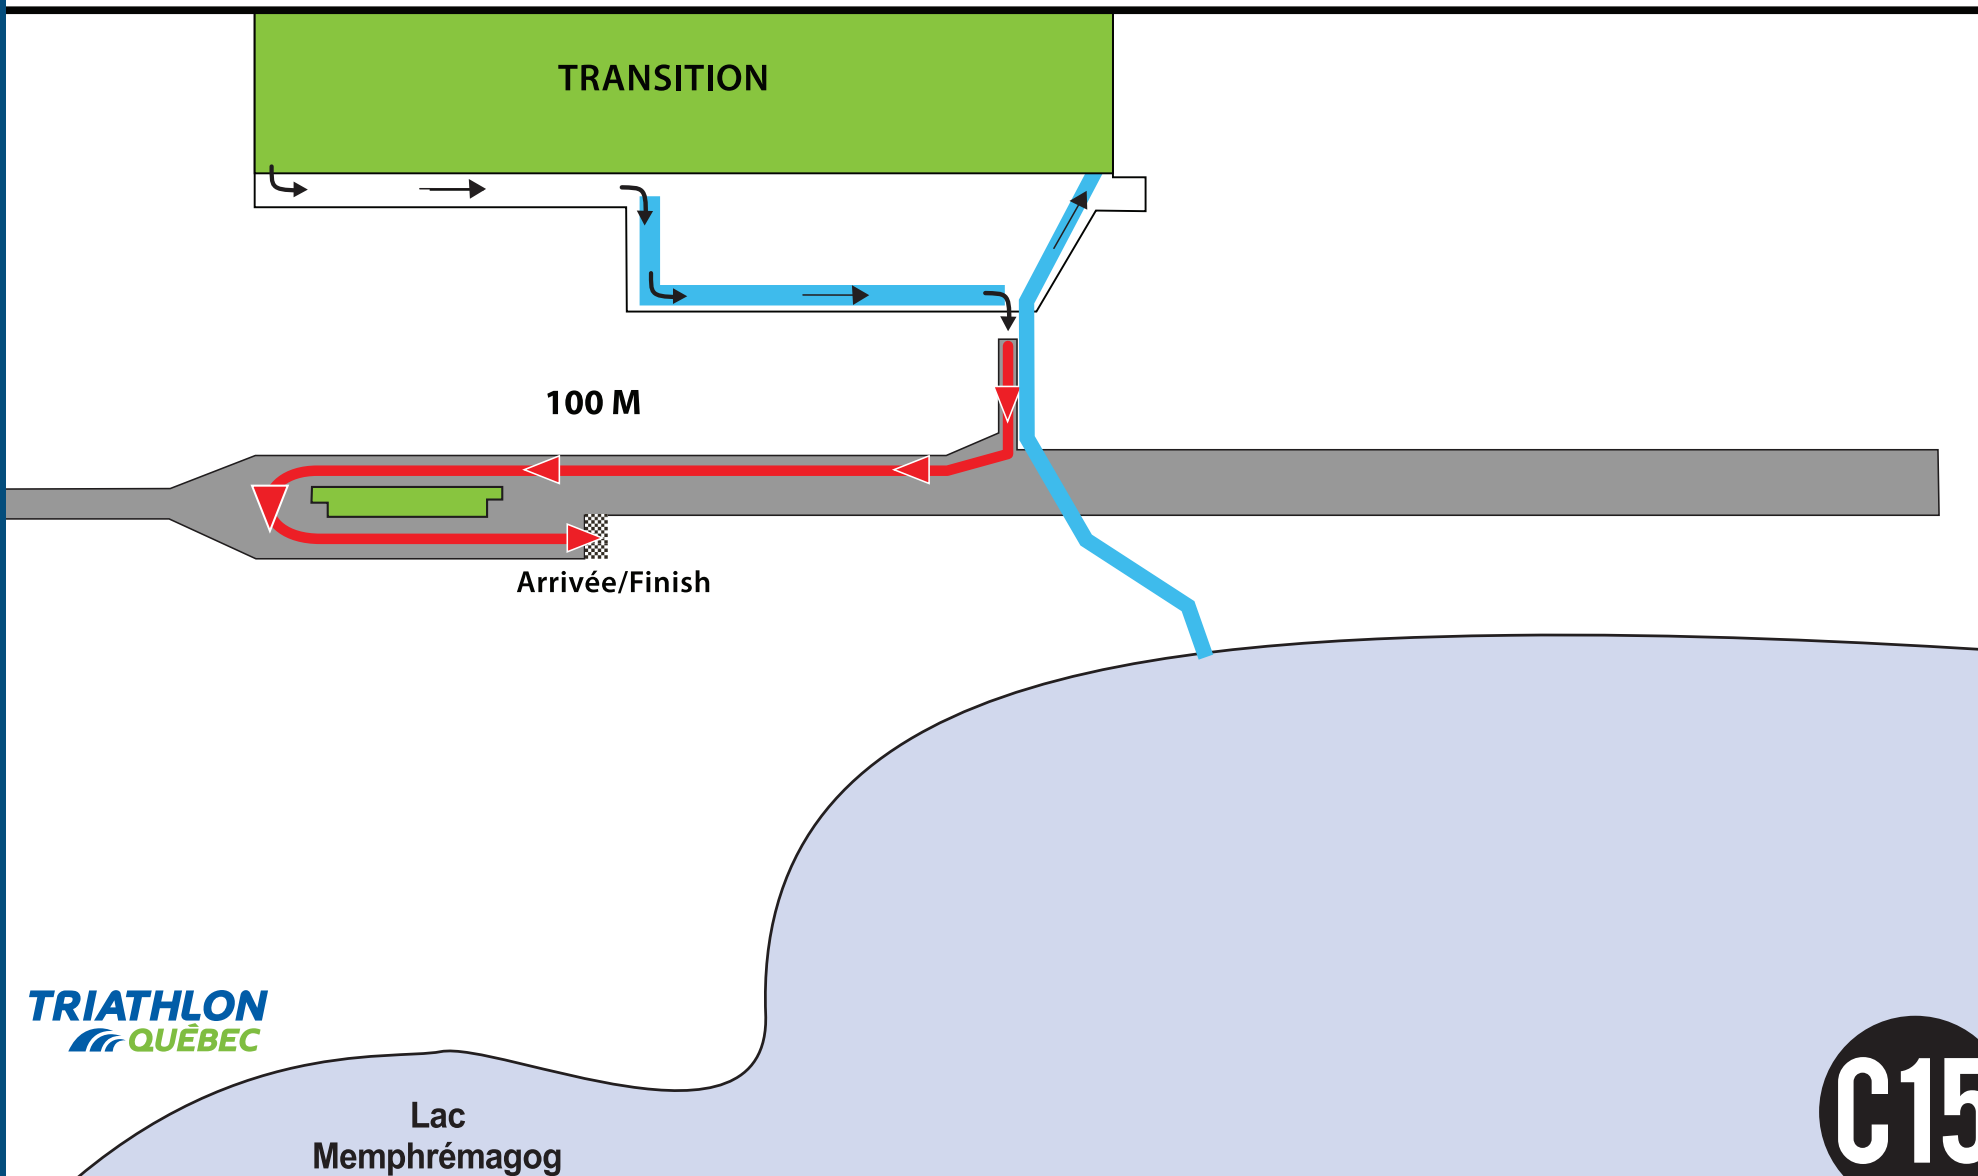 TRANSITION
100 M
Arrivée/Finish
TRIATHLON
QUÉBEC
Lac
Memphrémagog
C15